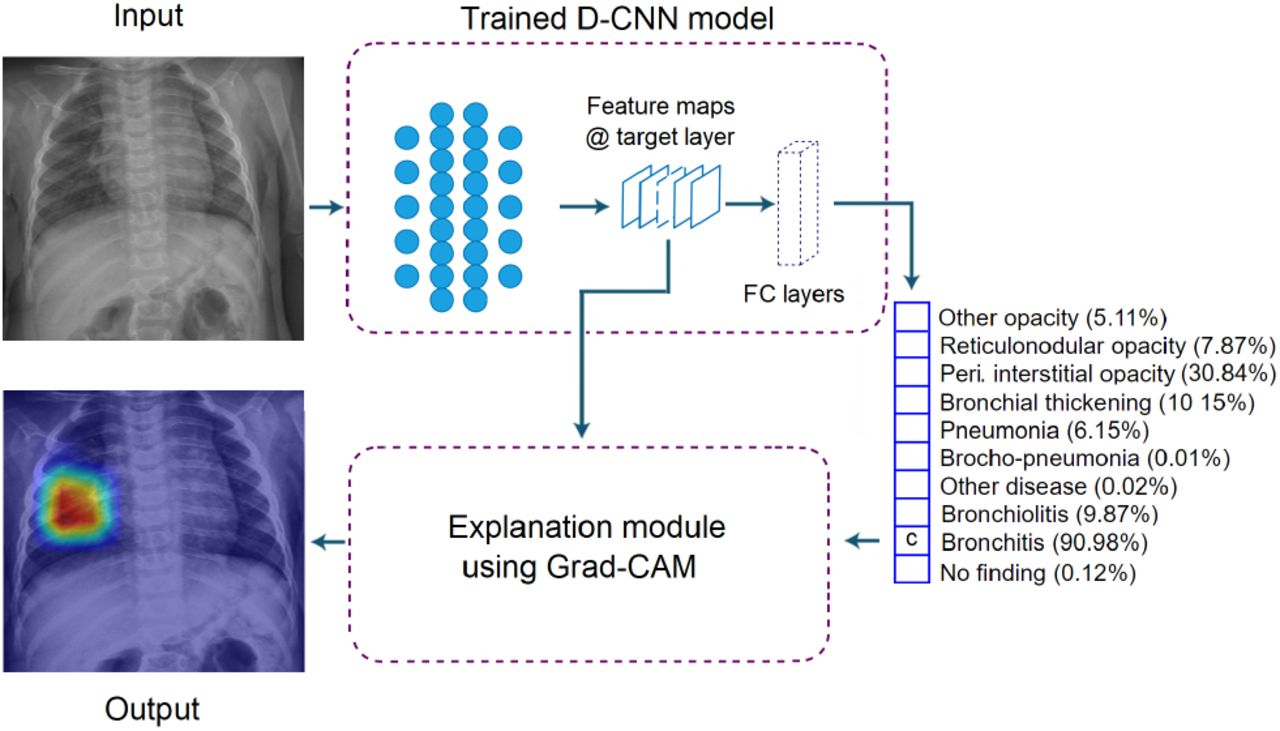 Input
Trained D-CNN model
Feature maps
@ target layer
FC layers
Other opacity (5.11%)
Reticulonodular opacity (7.87%)
Peri. interstitial opacity (30.84%)
Bronchial thickening (10 15%)
Pneumonia (6.15%)
Brocho-pneumonia (0.01%)
Other disease (0.02%)
Bronchiolitis (9.87%)
c Bronchitis (90.98%)
No finding (0.12%)
Explanation module
using Grad-CAM
Output